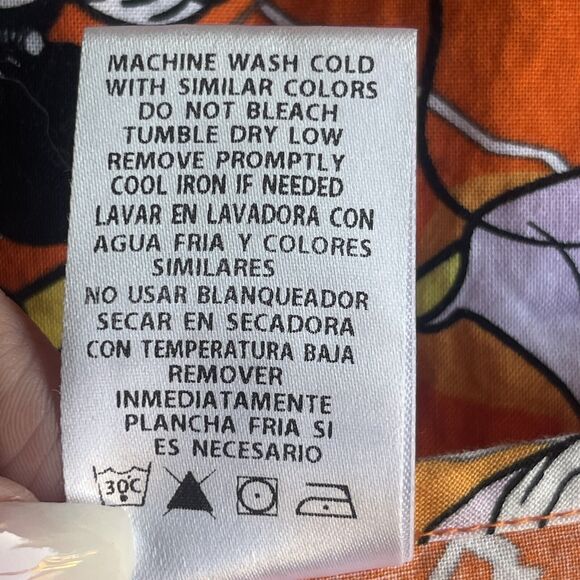 MACHINE WASH COLD
WITH SIMILAR COLORS
DO NOT BLEACH
TUMBLE DRY LOW
REMOVE PROMPTLY
COOL IRON IF NEEDED
LAVAR EN LAVADORA CON
AGUA FRIA Y COLORES
SIMILARES
NO USAR BLANQUEADOR
SECAR EN SECADORA
CON TEMPERATURA BAJA
REMOVER
INMEDIATAMENTE
PLANCHA FRIA SI
ES NECESARIO
30C